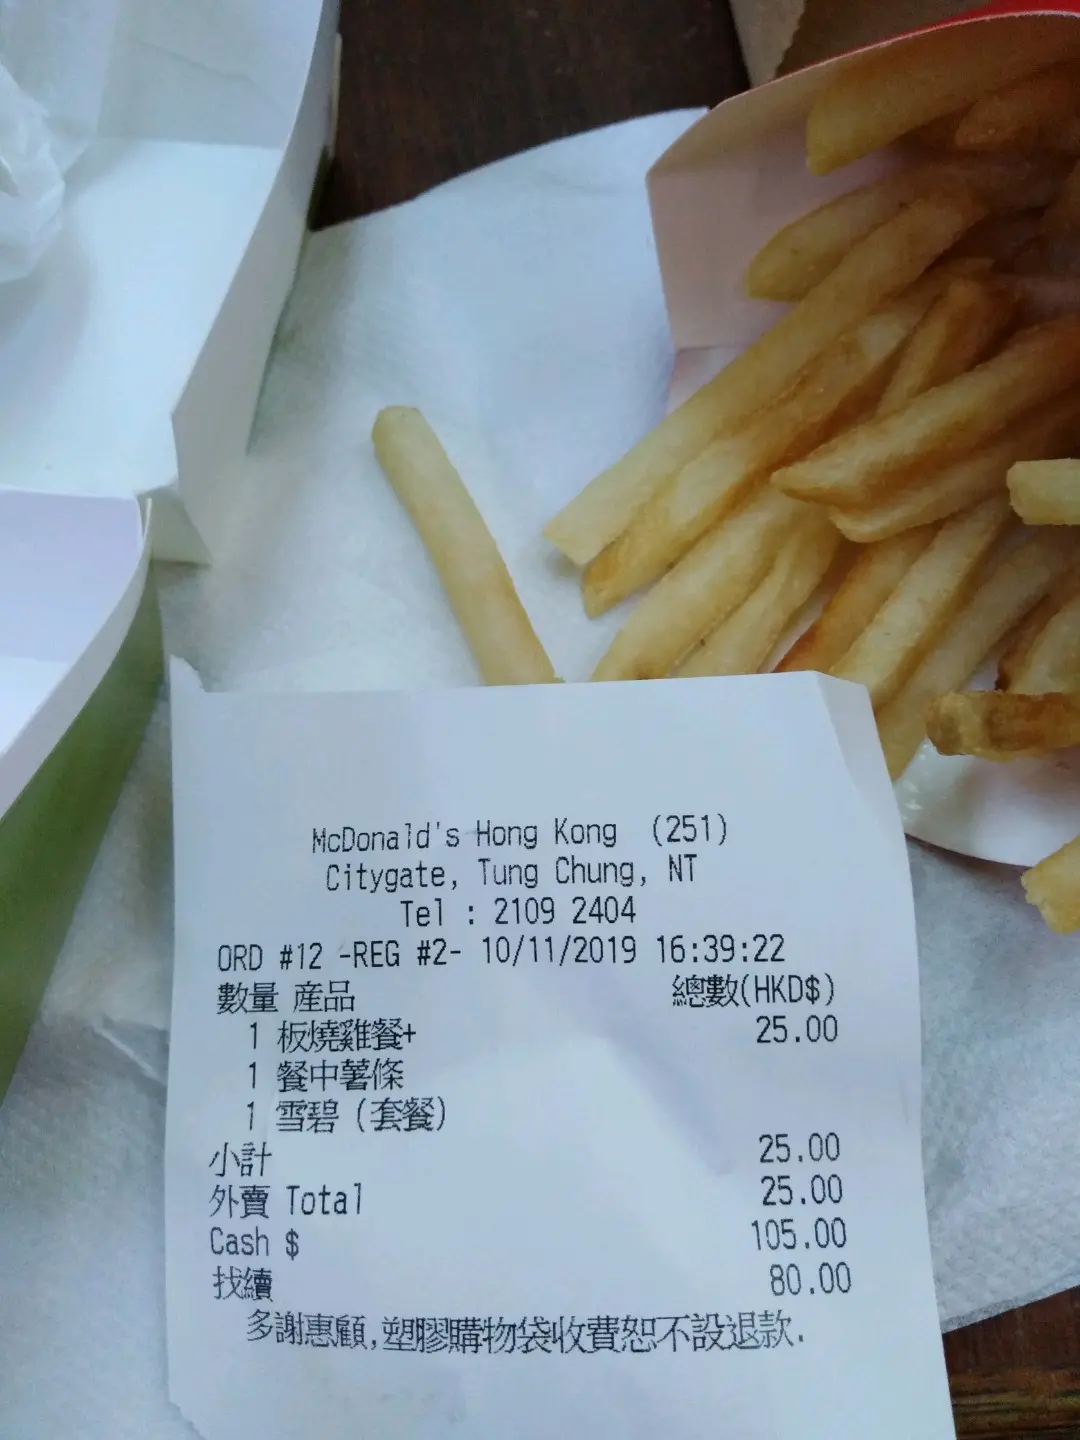 McDonald's Hong Kong (251)
Citygate, Tung Chung, NT
Tel : 2109 2404
ORD #12 -REG #2- 10/11/2019 16:39:22
數量 產品 總數(HKD$)
1 板燒雞餐+ 25.00
1 餐中薯條
1 雪碧 (套餐)
小計 25.00
外賣 Total 25.00
Cash $ 105.00
找續 80.00
多謝惠顧,塑膠購物袋收費恕不設退款.